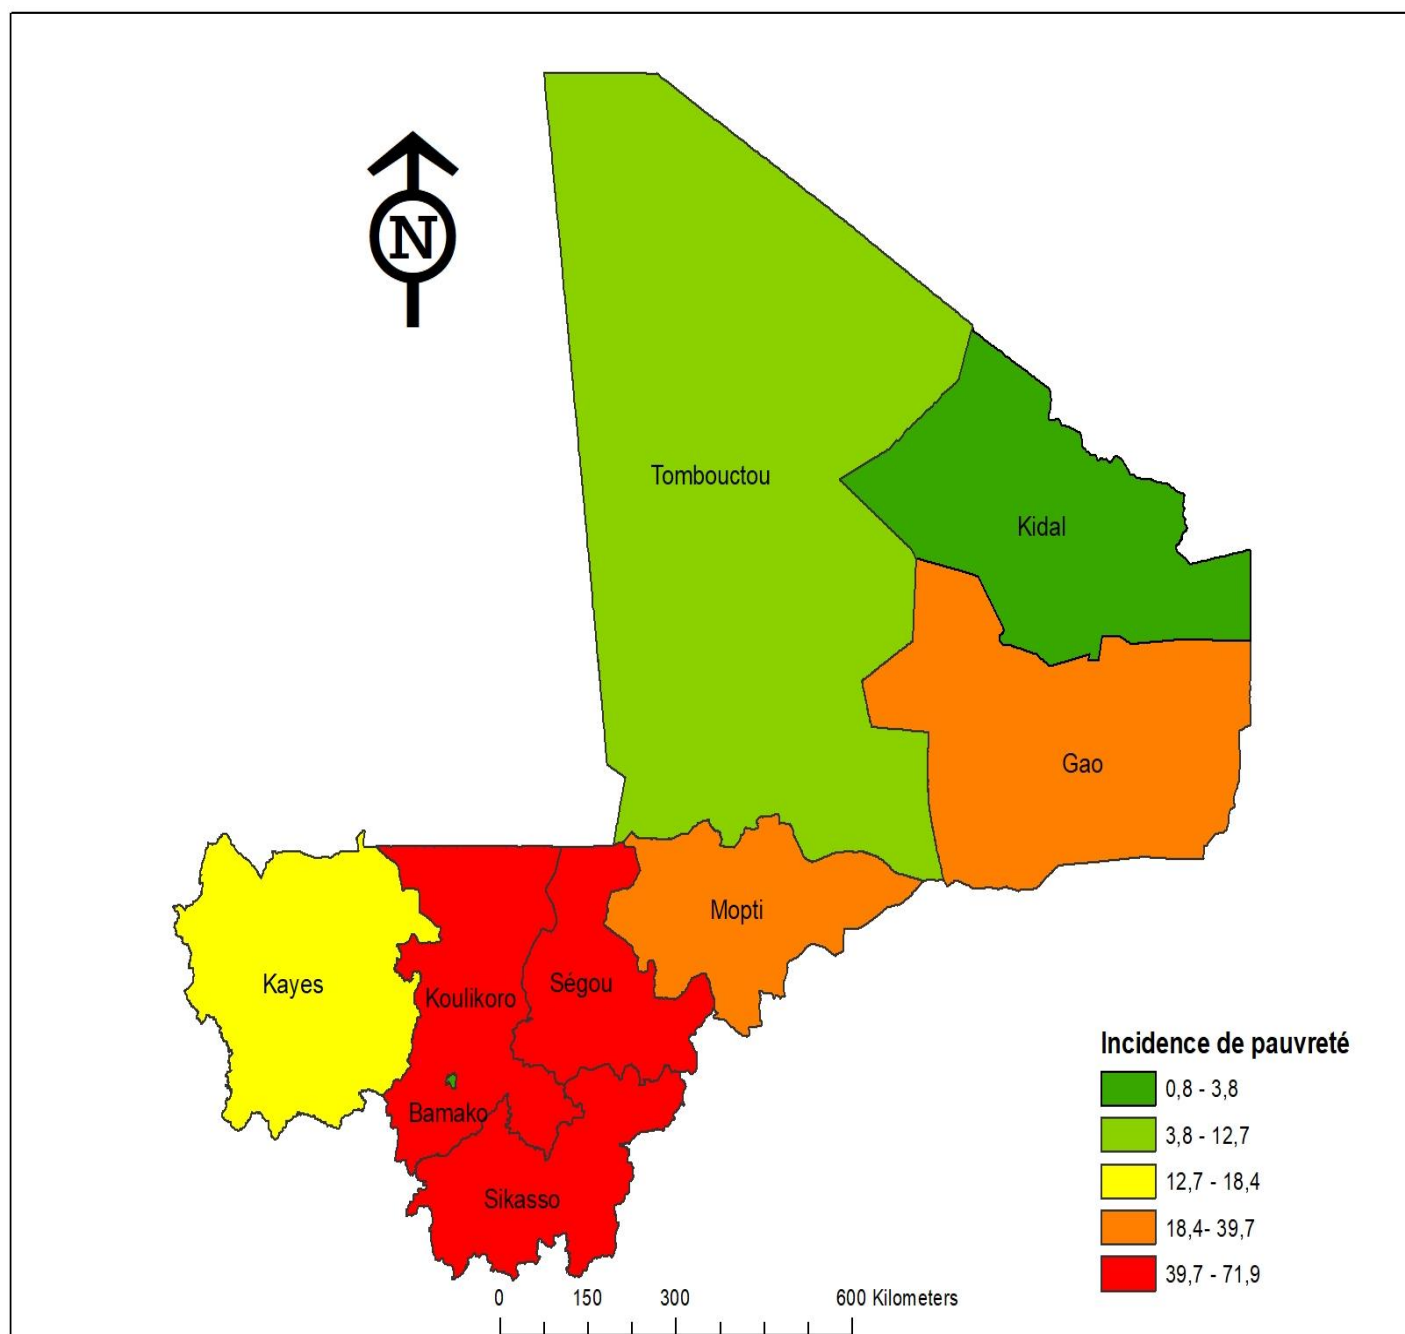 N
Tombouctou
Kidal
Gao
Mopti
Kayes
Ségou
Koulikoro
Bamako
Sikasso
Incidence de pauvreté
0,8 - 3,8
3,8 - 12,7
12,7 - 18,4
18,4- 39,7
39,7 - 71,9
0 150 300 600 Kilometers